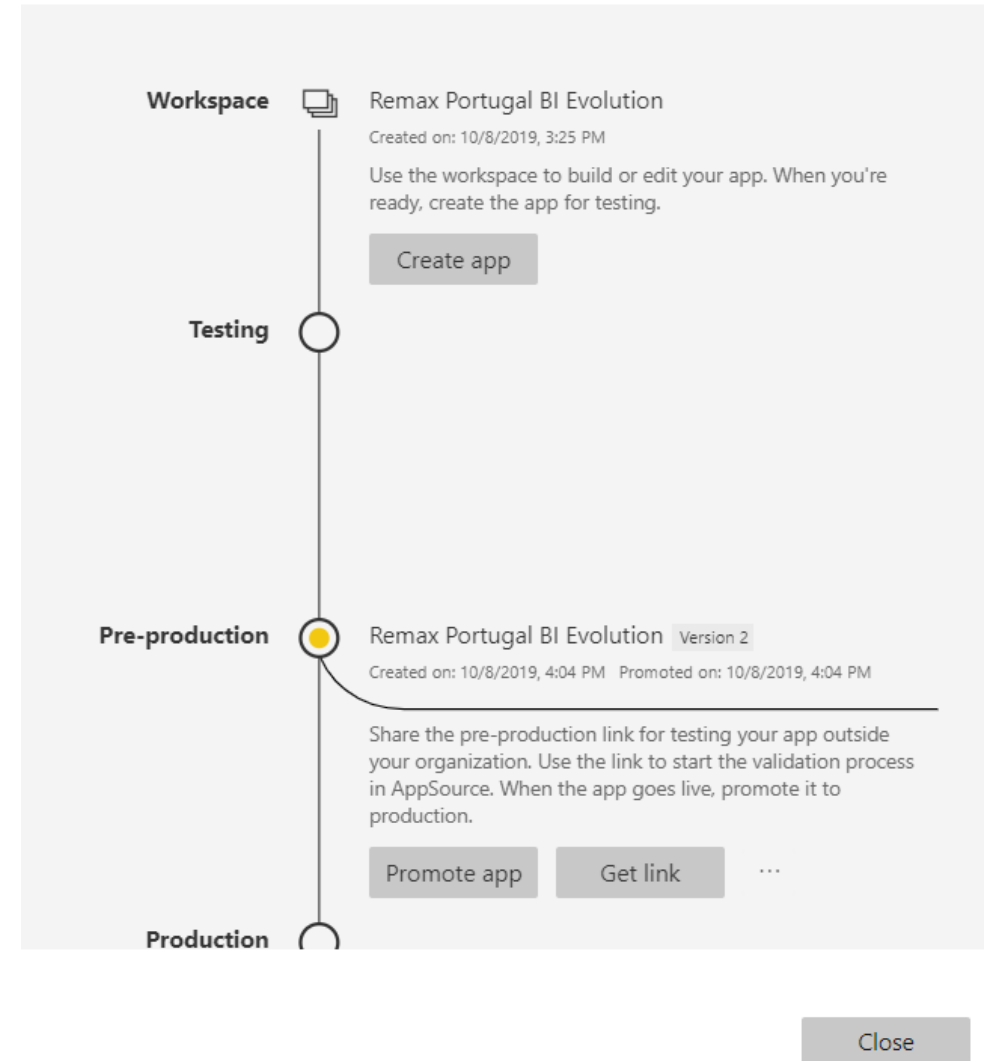 Workspace
Remax Portugal BI Evolution
Created on: 10/8/2019, 3:25 PM
Use the workspace to build or edit your app. When you're
ready, create the app for testing.
Create app
Testing
Pre-production
Remax Portugal BI Evolution Version 2
Created on: 10/8/2019, 4:04 PM Promoted on: 10/8/2019, 4:04 PM
Share the pre-production link for testing your app outside
your organization. Use the link to start the validation process
in AppSource. When the app goes live, promote it to
production.
Promote app Get link ...
Production
Close